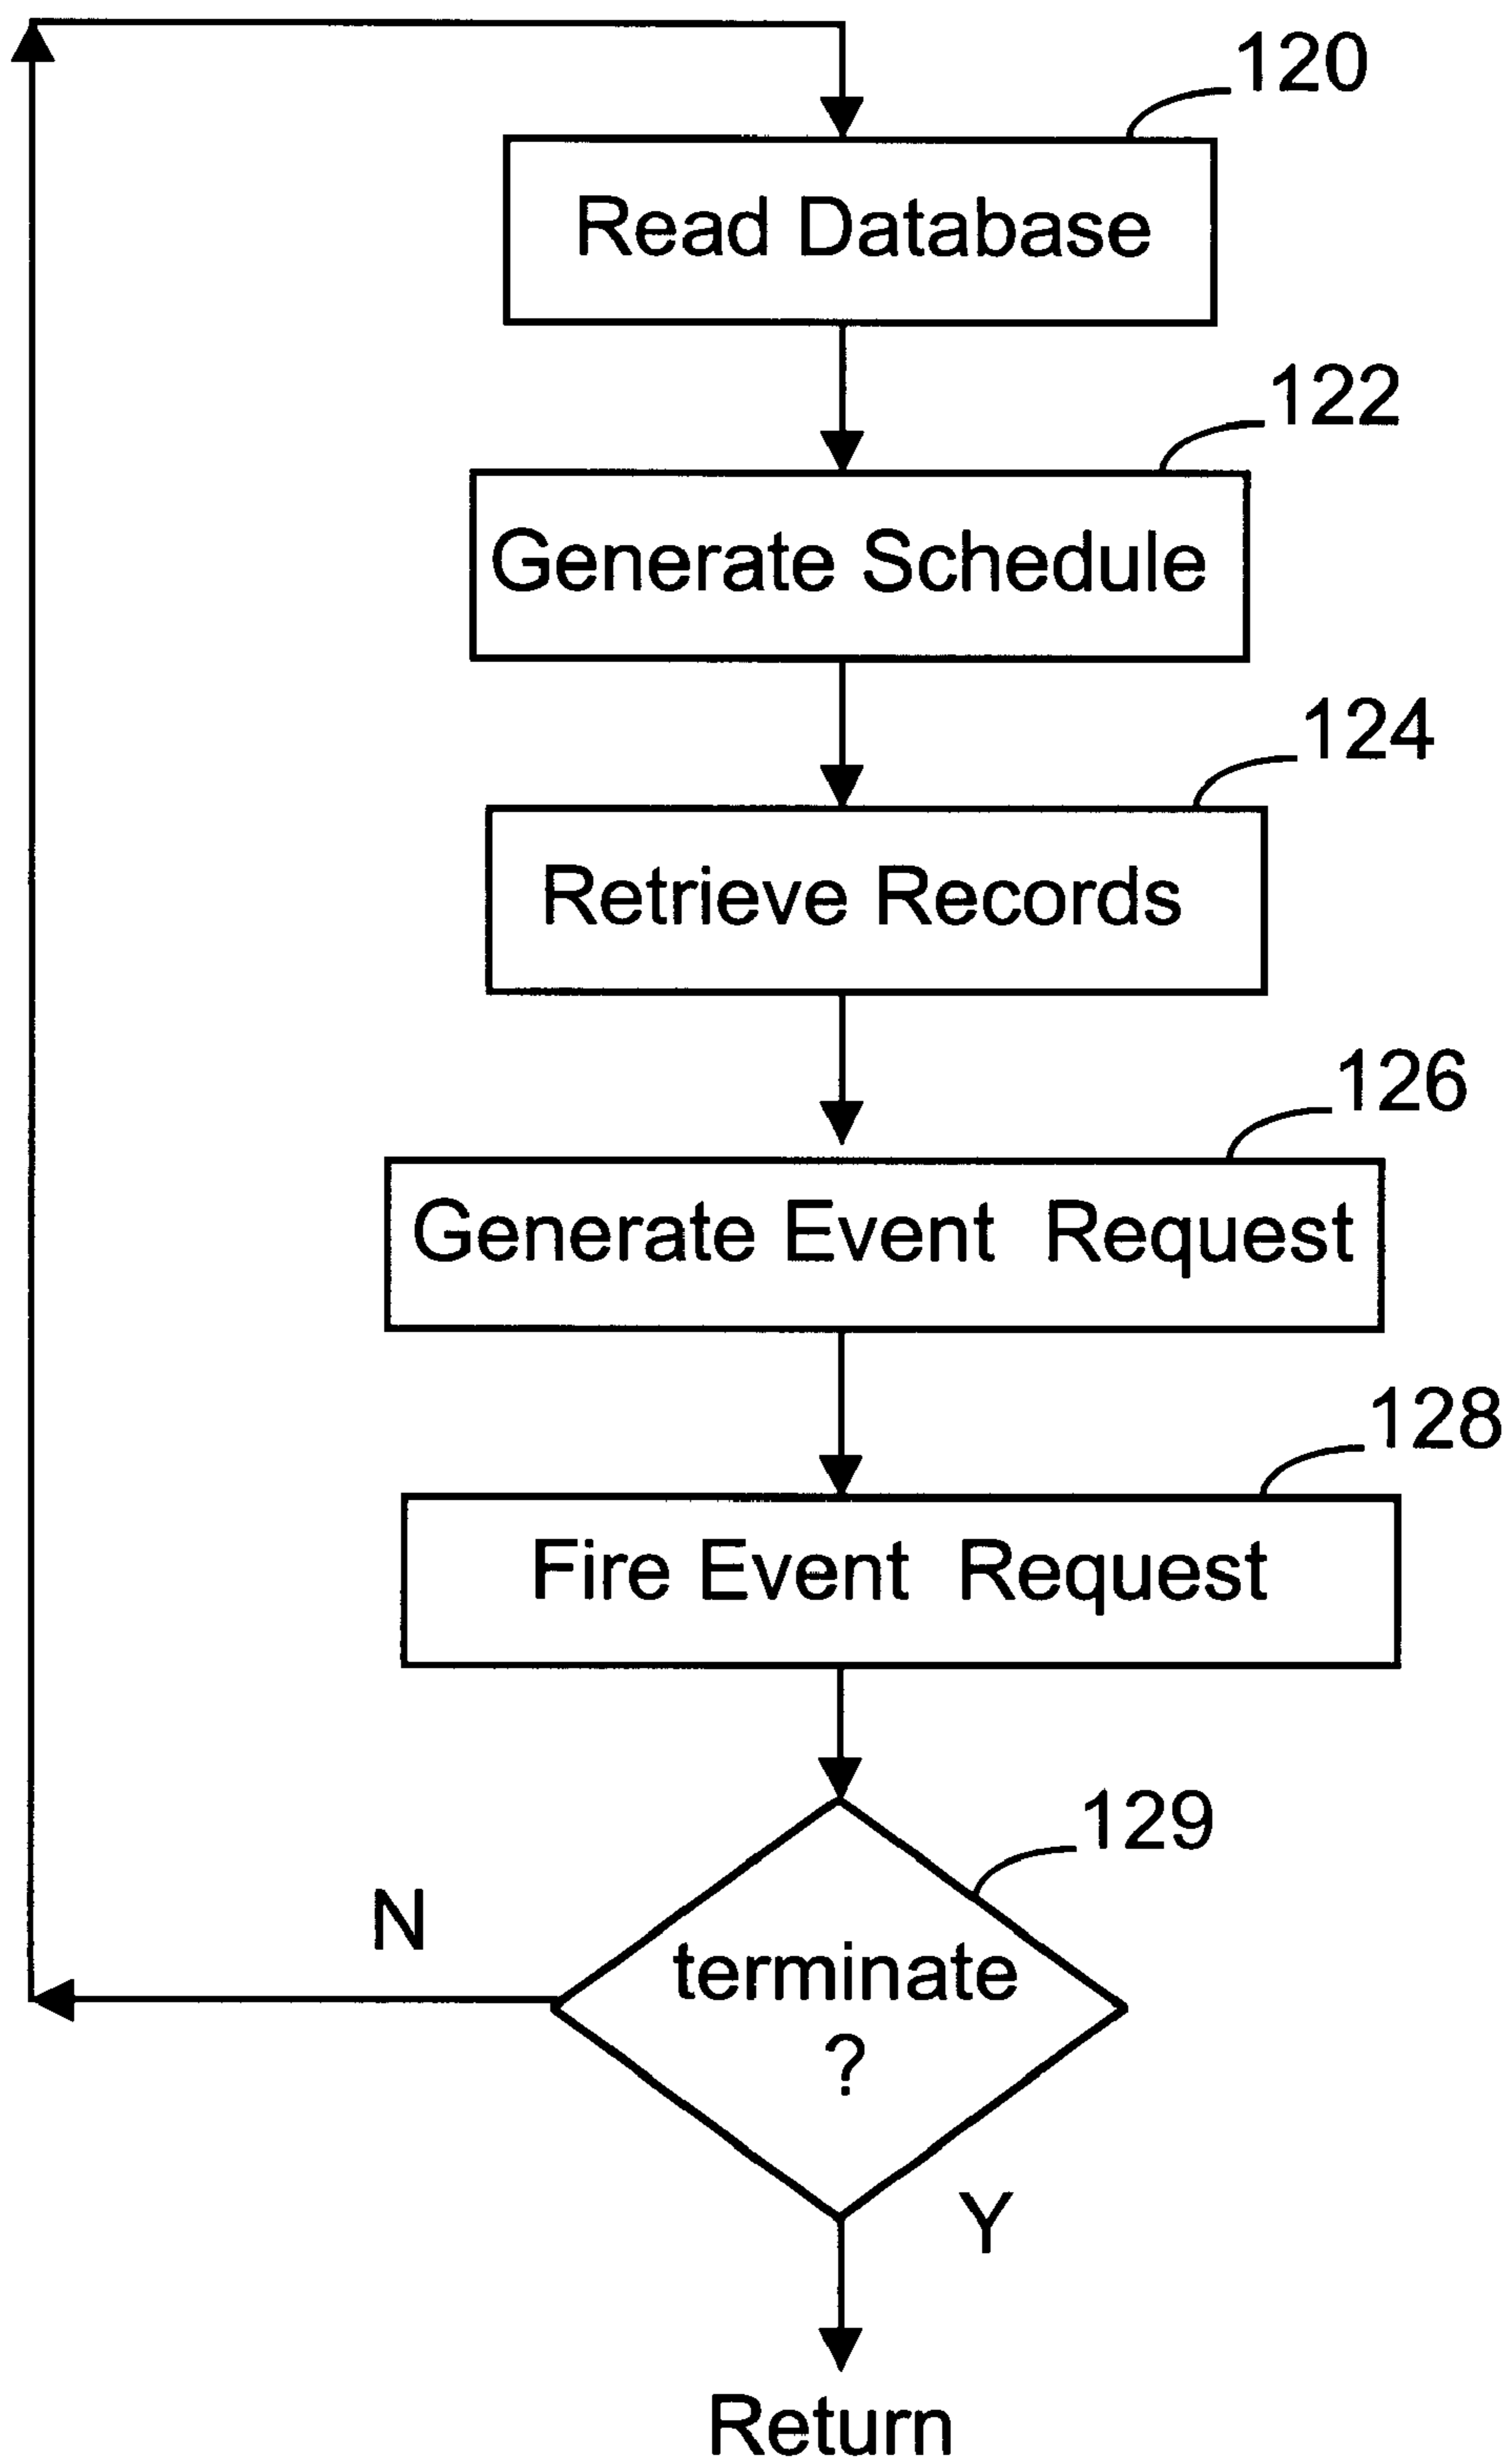 120
Read Database
122
Generate Schedule
124
Retrieve Records
126
Generate Event Request
128
Fire Event Request
129
terminate
?
N
Y
Return